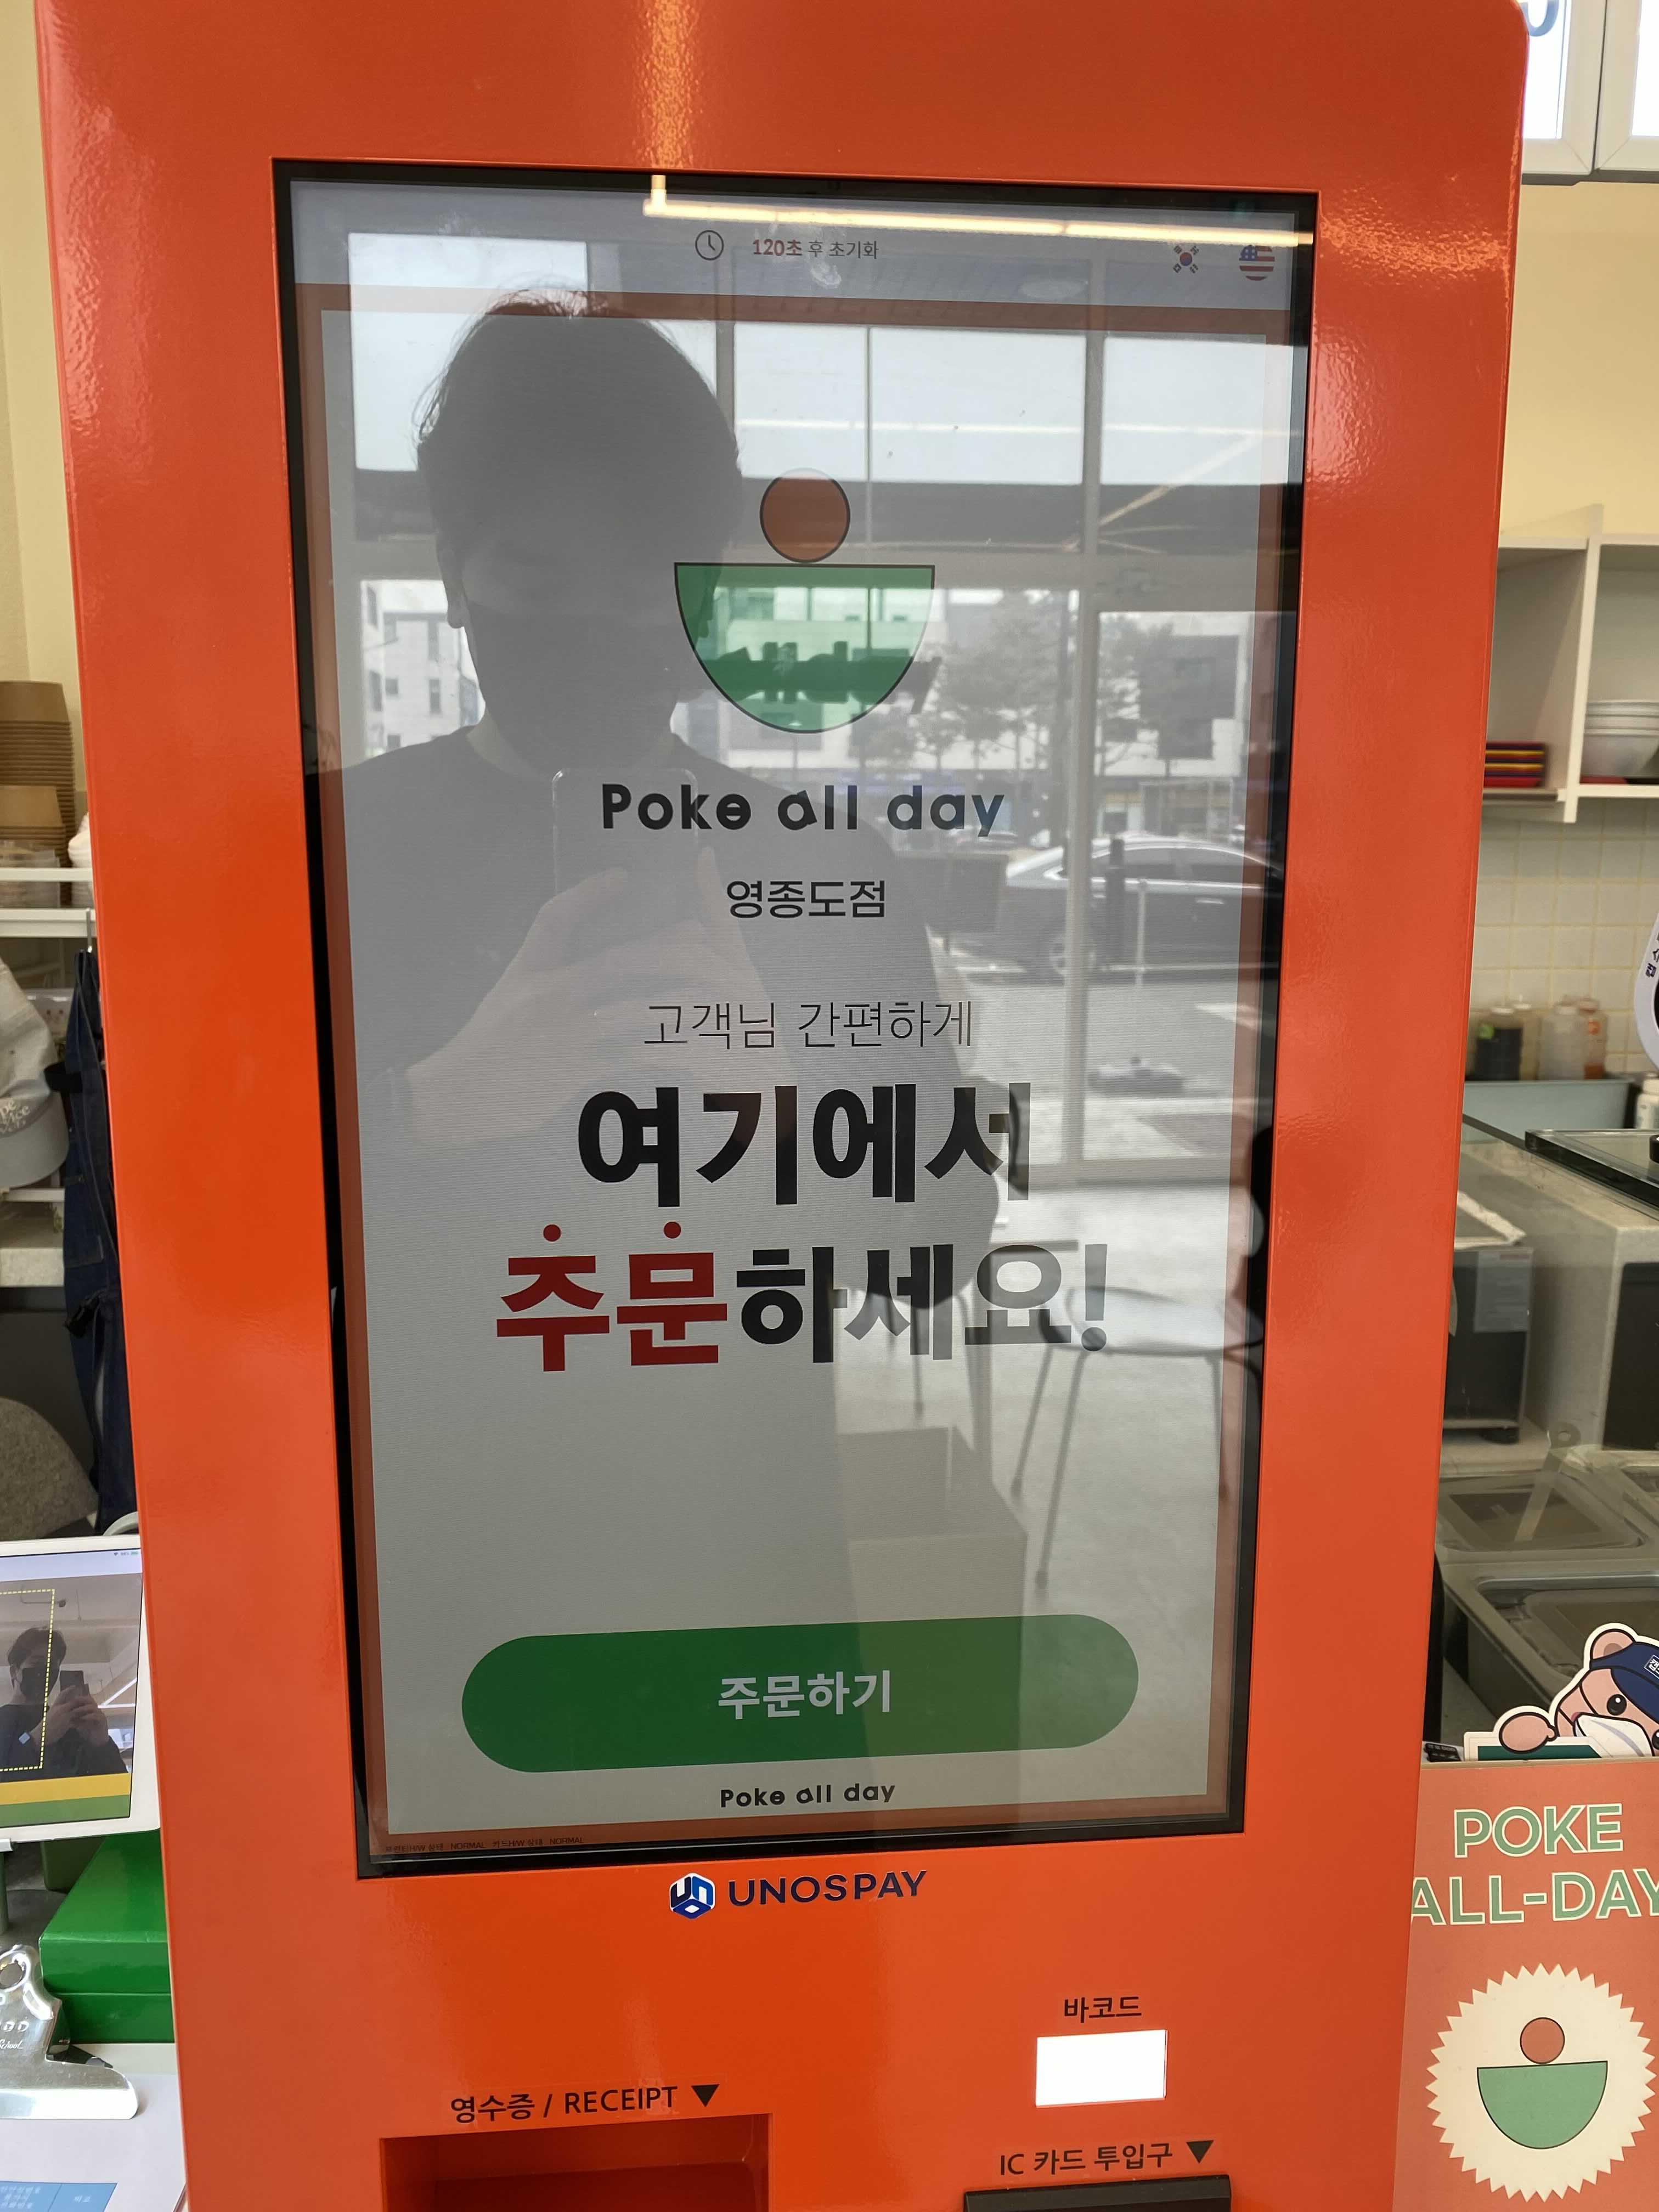 120초 후 초기화
Poke all day
영종도점
고객님 간편하게
여기에서
주문하세요!
주문하기
Poke all day
UNOSPAY
바코드
영수증 / RECEIPT ▼
IC 카드 투입구 ▼
POKE
ALL-DAY